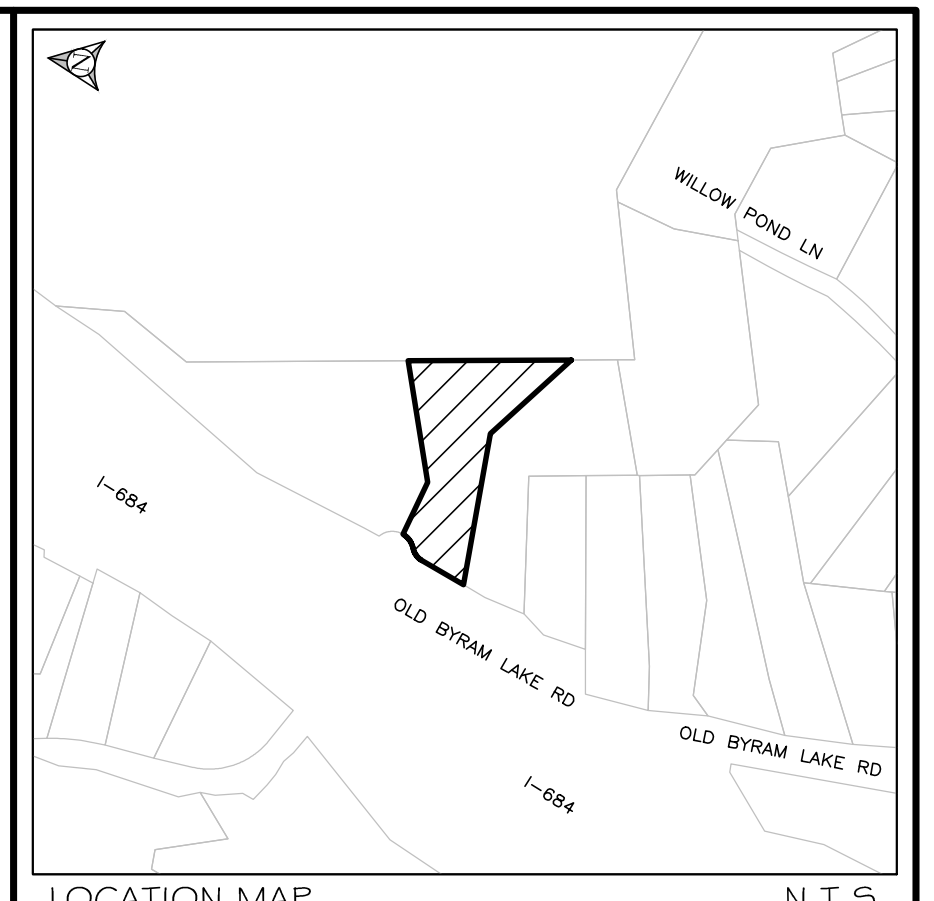 N
WILLOW POND LN
I-684
OLD BYRAM LAKE RD
OLD BYRAM LAKE RD
I-684
LOCATION MAP
N.T.S.